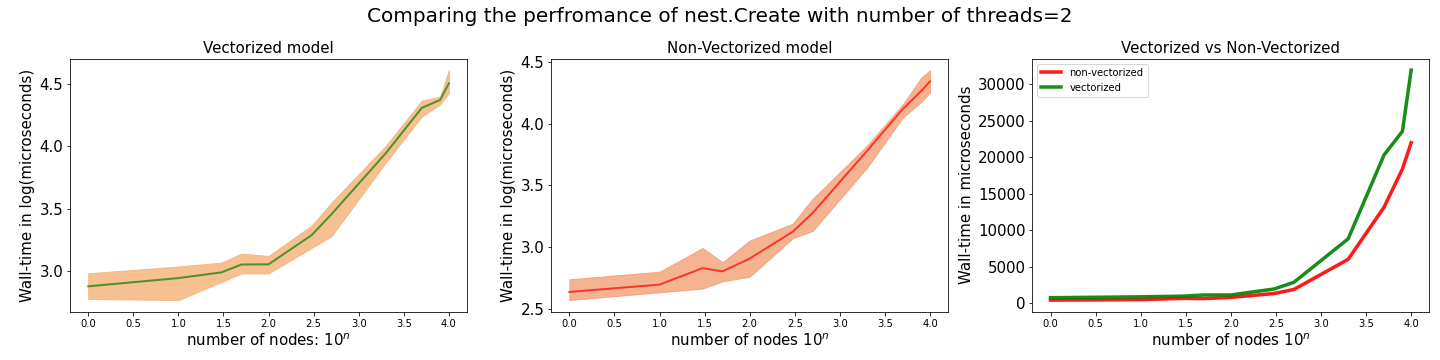 Comparing the perfromance of nest.Create with number of threads=2
Vectorized model
Wall-time in log(microseconds)
4.5
4.0
3.5
3.0
0.0 0.5 1.0 1.5 2.0 2.5 3.0 3.5 4.0
number of nodes: 10^n
Non-Vectorized model
Wall-time in log(microseconds)
4.5
4.0
3.5
3.0
2.5
0.0 0.5 1.0 1.5 2.0 2.5 3.0 3.5 4.0
number of nodes 10^n
Vectorized vs Non-Vectorized
non-vectorized
vectorized
Wall-time in microseconds
30000
25000
20000
15000
10000
5000
0
0.0 0.5 1.0 1.5 2.0 2.5 3.0 3.5 4.0
number of nodes 10^n